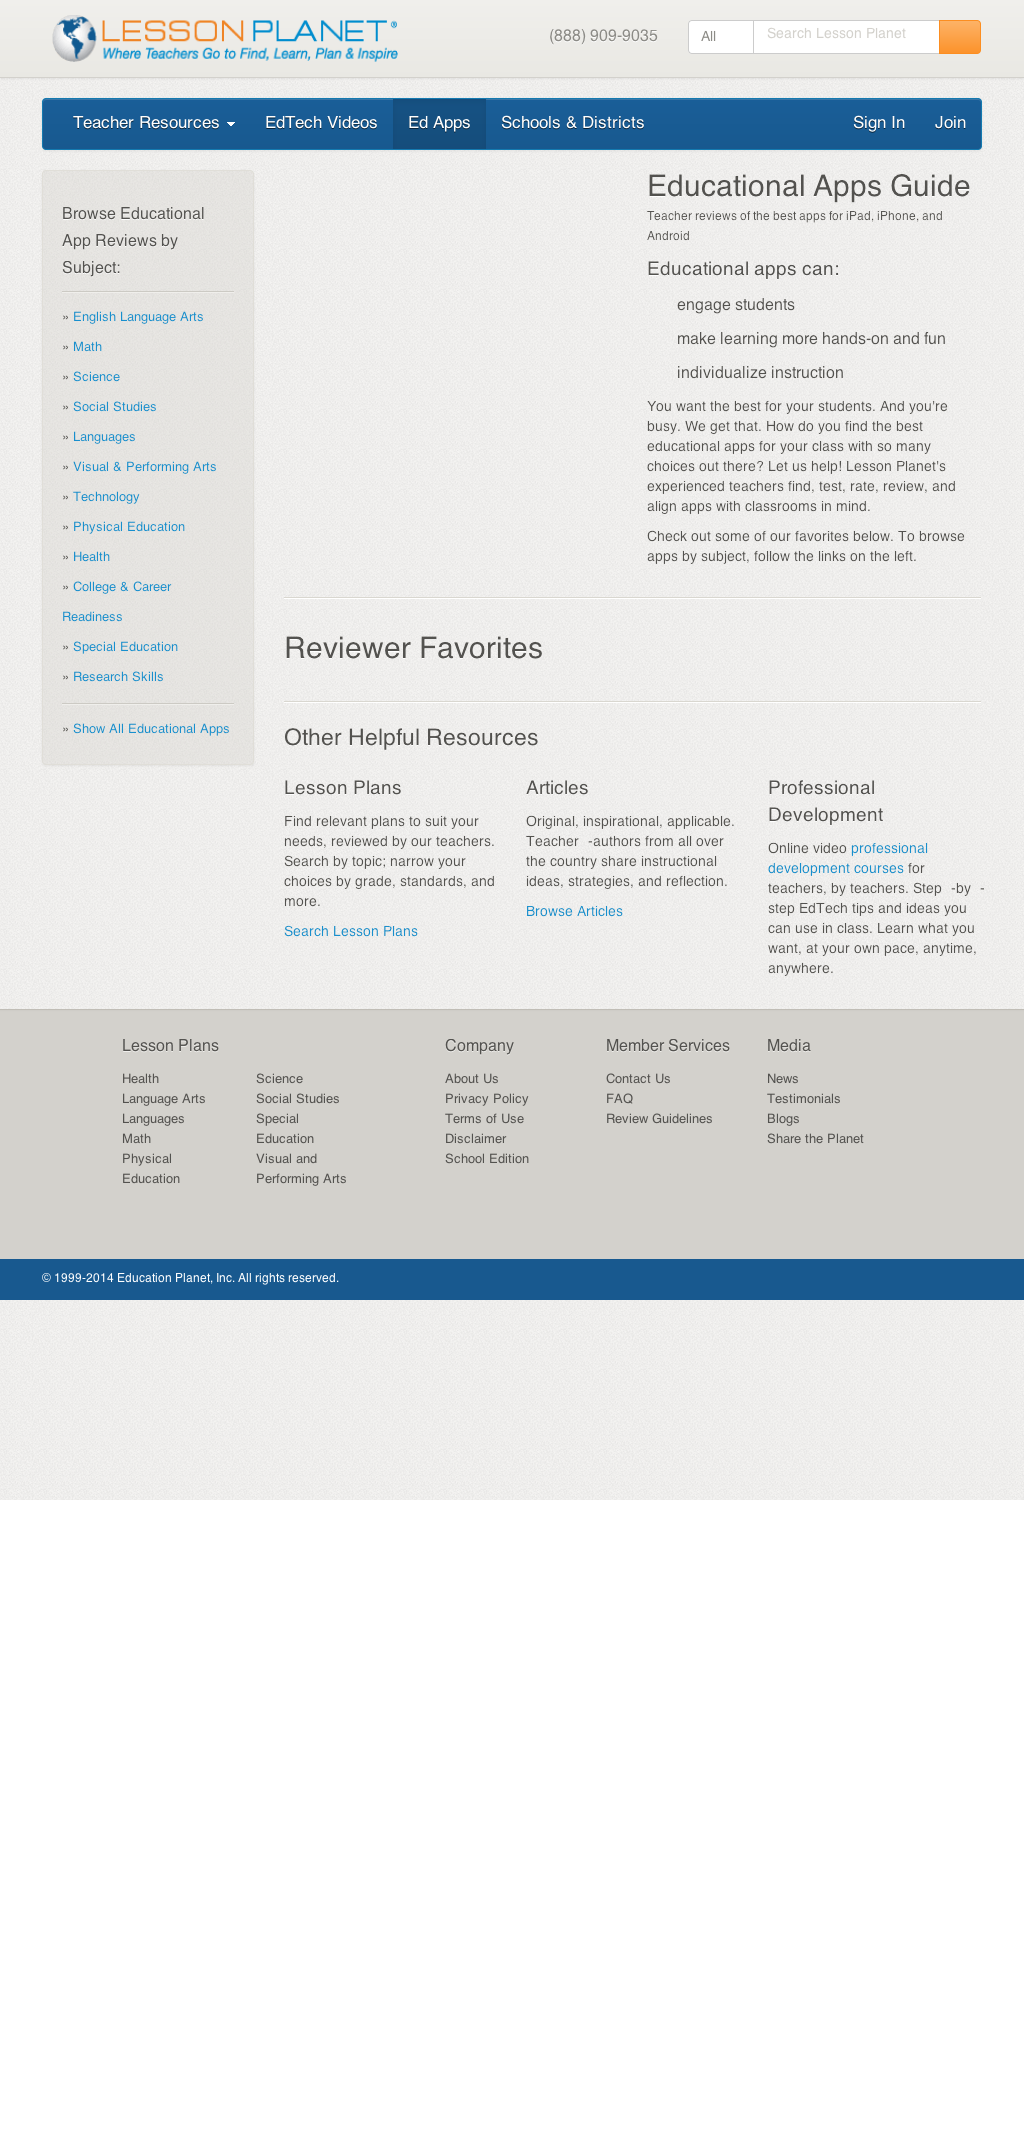 LESSON PLANET®
Where Teachers Go to Find, Learn, Plan & Inspire
(888) 909-9035
All
Search Lesson Planet
Teacher Resources
EdTech Videos
Ed Apps
Schools & Districts
Sign In
Join
Browse Educational
App Reviews by
Subject:
» English Language Arts
» Math
» Science
» Social Studies
» Languages
» Visual & Performing Arts
» Technology
» Physical Education
» Health
» College & Career
Readiness
» Special Education
» Research Skills
» Show All Educational Apps
Educational Apps Guide
Teacher reviews of the best apps for iPad, iPhone, and
Android
Educational apps can:
engage students
make learning more hands-on and fun
individualize instruction
You want the best for your students. And you're
busy. We get that. How do you find the best
educational apps for your class with so many
choices out there? Let us help! Lesson Planet's
experienced teachers find, test, rate, review, and
align apps with classrooms in mind.
Check out some of our favorites below. To browse
apps by subject, follow the links on the left.
Reviewer Favorites
Other Helpful Resources
Lesson Plans
Find relevant plans to suit your
needs, reviewed by our teachers.
Search by topic; narrow your
choices by grade, standards, and
more.
Search Lesson Plans
Articles
Original, inspirational, applicable.
Teacher -authors from all over
the country share instructional
ideas, strategies, and reflection.
Browse Articles
Professional
Development
Online video professional
development courses for
teachers, by teachers. Step -by -
step EdTech tips and ideas you
can use in class. Learn what you
want, at your own pace, anytime,
anywhere.
Lesson Plans
Health
Language Arts
Languages
Math
Physical
Education
Science
Social Studies
Special
Education
Visual and
Performing Arts
Company
About Us
Privacy Policy
Terms of Use
Disclaimer
School Edition
Member Services
Contact Us
FAQ
Review Guidelines
Media
News
Testimonials
Blogs
Share the Planet
© 1999-2014 Education Planet, Inc. All rights reserved.